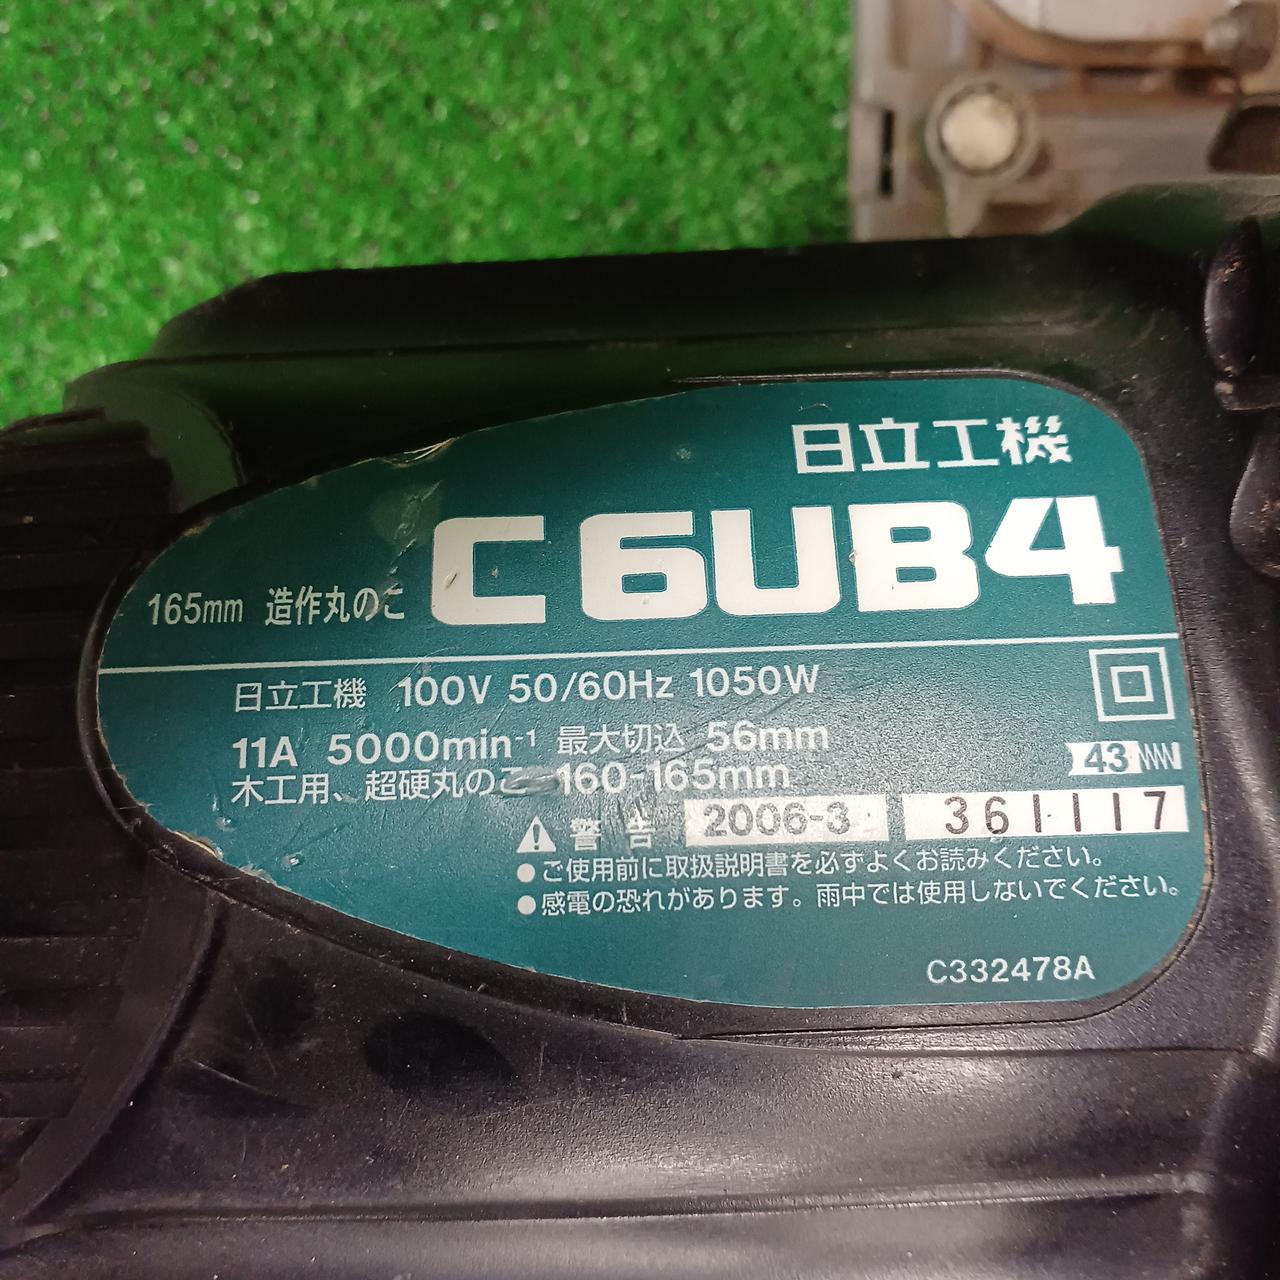 日立工機
C6UB4
165mm 造作丸のこ
日立工機 100V 50/60Hz 1050W
11A 5000min-1 最大切込 56mm
木工用、超硬丸のこ 160-165mm
43
警告 2006-3 361117
●ご使用前に取扱説明書を必ずよくお読みください。
●感電の恐れがあります。雨中では使用しないでください。
C332478A